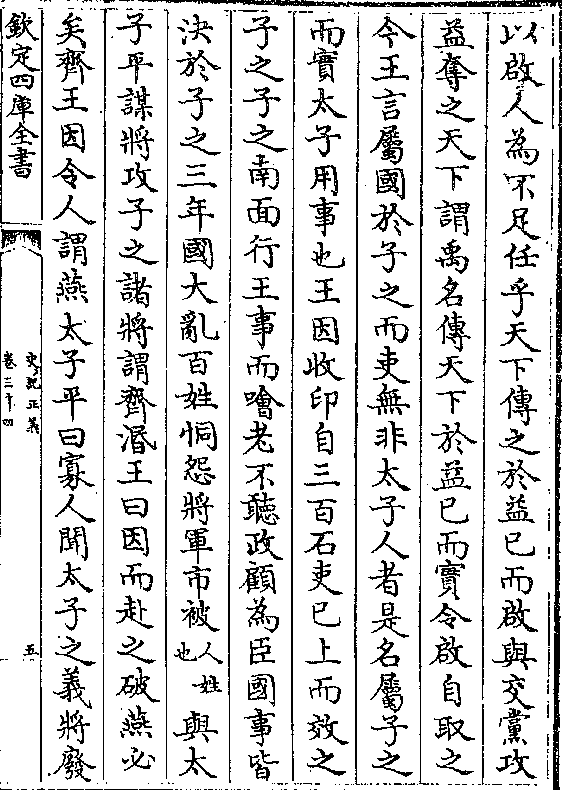 以啟人為不足任乎天下傳之於益已而啟與交黨攻
益奪之天下謂禹名傳天下於益已而實令啟自取之
今王言屬國於子之而吏無非太子人者是名屬子之
而實太子用事也王因收印自三百石吏已上而效之
子之子之南面行王事而噲老不聽政顧為臣國事皆
決於子之三年國大亂百姓恫怨將軍市被人姓也與太
子平謀將攻子之諸將謂齊湣王曰因而赴之破燕必
矣齊王因令人謂燕太子平曰寡人聞太子之義將廢
欽定四庫全書
史記正義
卷三十四
五